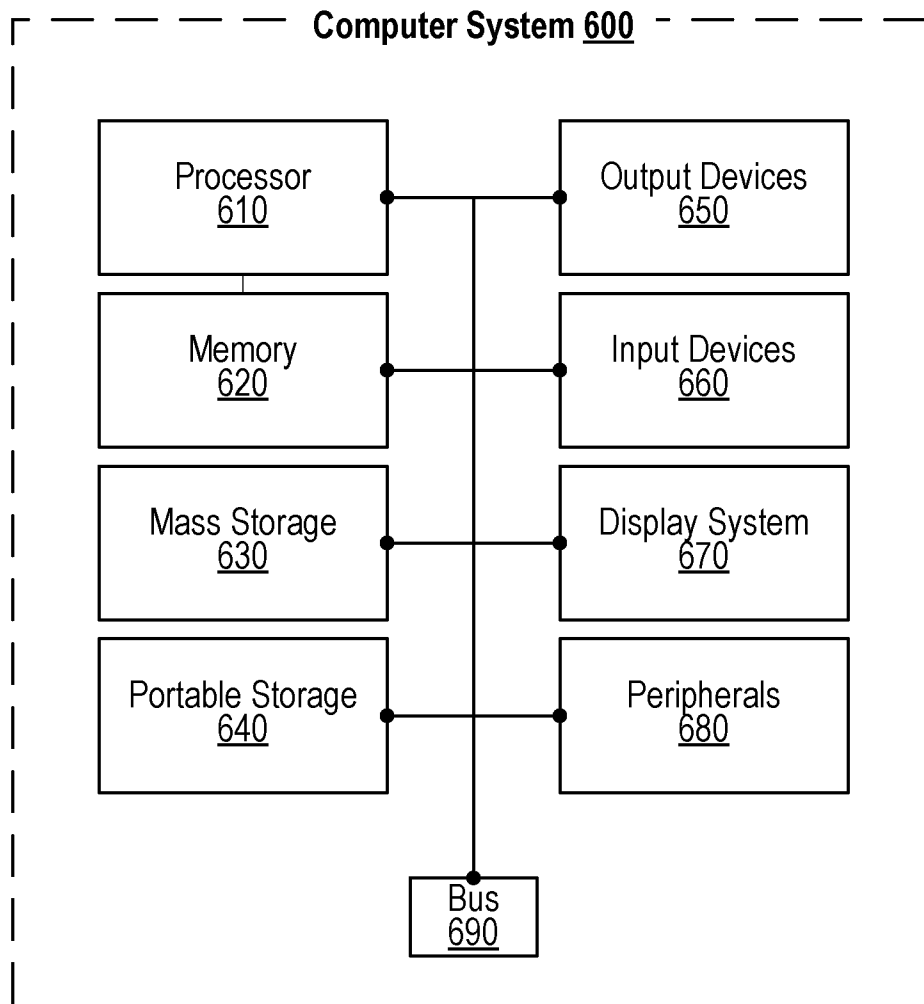 Computer System 600
Processor
610
Output Devices
650
Memory
620
Input Devices
660
Mass Storage
630
Display System
670
Portable Storage
640
Peripherals
680
Bus
690